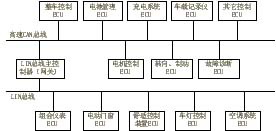 整车控制 电池管理 充电系统 车载记录仪 其它控制
ECU ECU ECU ECU ECU
高速CAN总线
LIN总线主控 电机控制 转向、制动 故障诊断
制器（网关） ECU ECU ECU
LIN总线
组合仪表 电动门窗 舒适控制 车灯控制 空调系统
ECU ECU 装置ECU ECU ECU